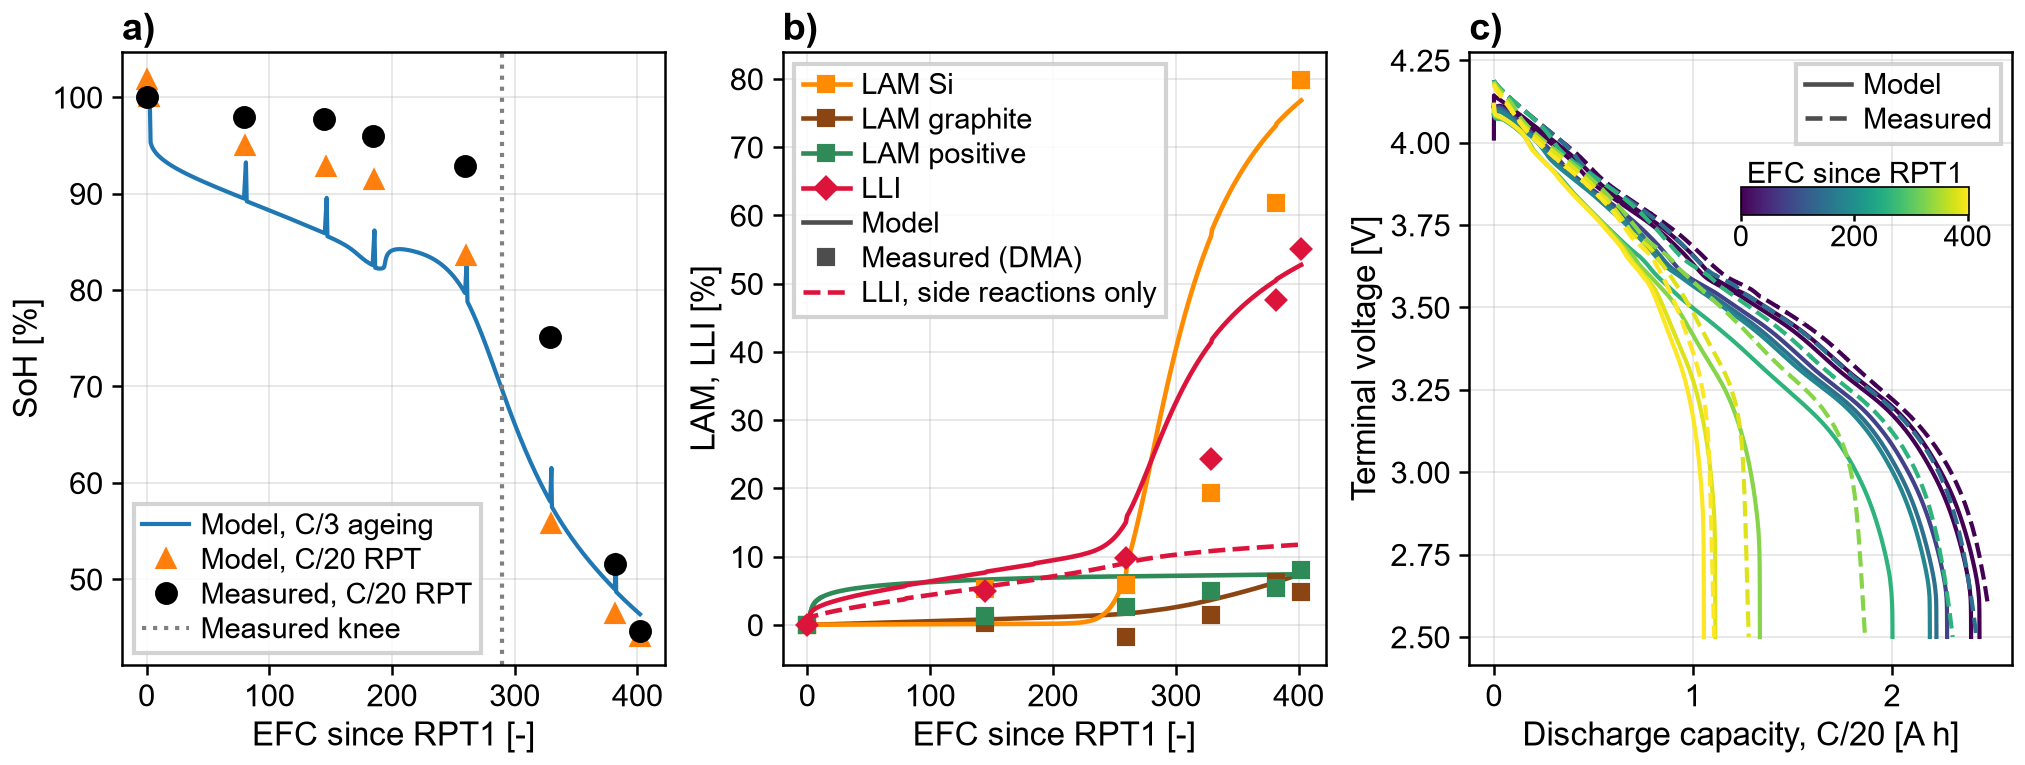 a)
100
90
80
70
60
50
SoH [%]
Model, C/3 ageing
Model, C/20 RPT
Measured, C/20 RPT
Measured knee
0
100
200
300
400
EFC since RPT1 [-]
b)
80
70
60
50
40
30
20
10
0
LAM, LLI [%]
LAM Si
LAM graphite
LAM positive
LLI
Model
Measured (DMA)
LLI, side reactions only
0
100
200
300
400
EFC since RPT1 [-]
c)
4.25
4.00
3.75
3.50
3.25
3.00
2.75
2.50
Terminal voltage [V]
Model
Measured
EFC since RPT1
0
200
400
0
1
2
Discharge capacity, C/20 [A h]